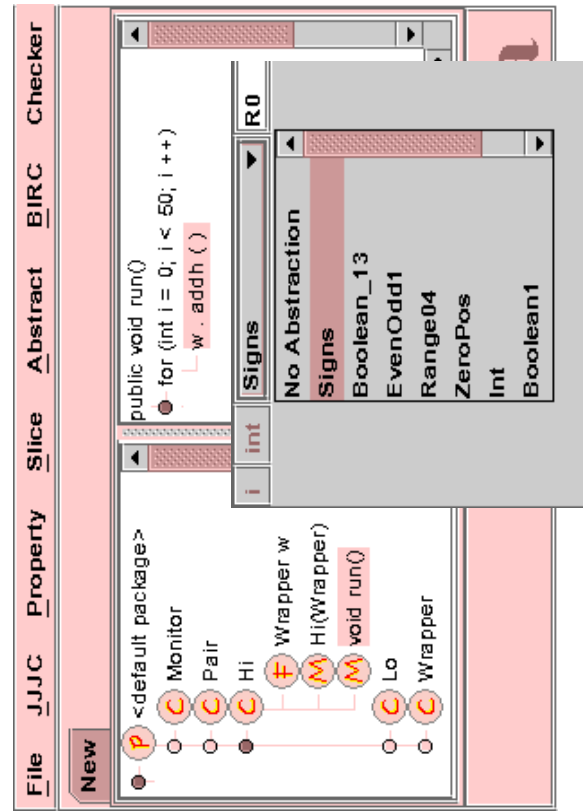 File JJJC Property Slice Abstract BIRC Checker
New
P <default package>
C Monitor
C Pair
C Hi
F Wrapper w
M Hi(Wrapper)
M void run()
C Lo
C Wrapper
public void run()
for (int i = 0; i < 50; i ++)
w . addh ( )
i int Signs R0
No Abstraction
Signs
Boolean_13
EvenOdd1
Range04
ZeroPos
Int
Boolean1